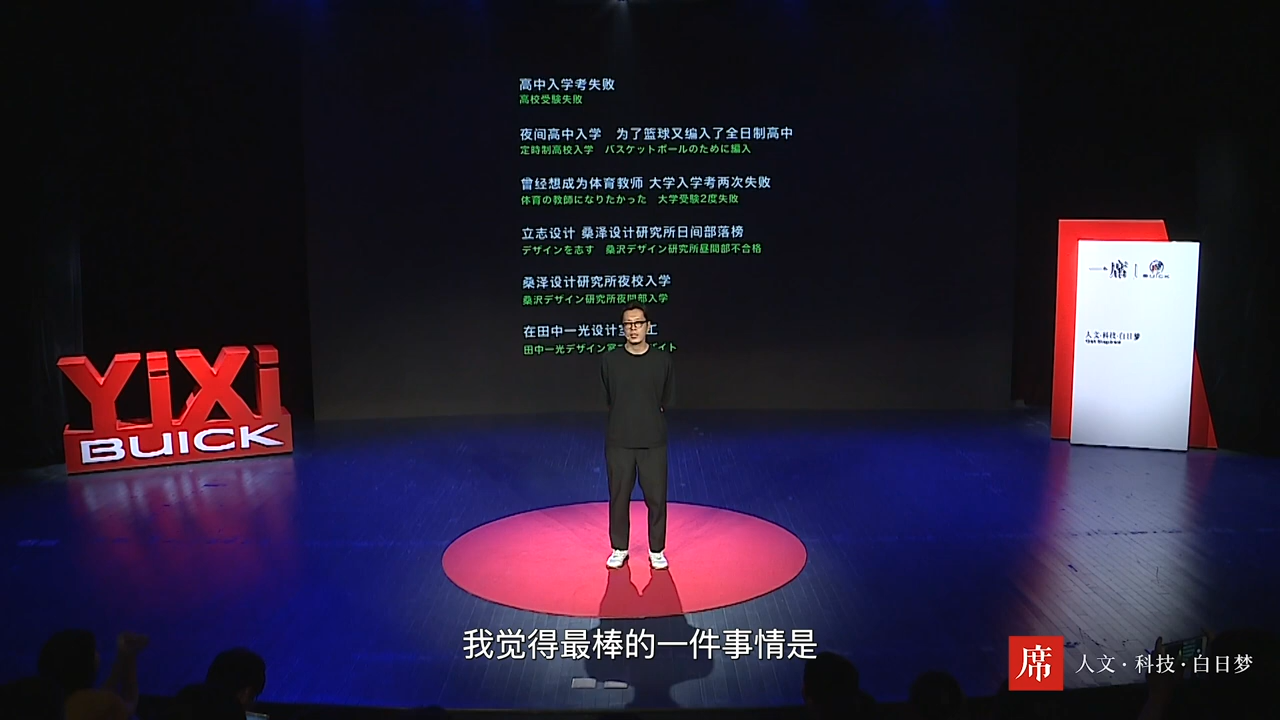 高中入学考失败
高校受験失敗
夜间高中入学　为了篮球又编入了全日制高中
定時制高校入学　バスケットボールのために編入
曾经想成为体育教师 大学入学考两次失败
体育の教師になりたかった　大学受験2度失敗
立志设计 桑泽设计研究所日间部落榜
デザインを志す　桑沢デザイン研究所昼間部不合格
桑泽设计研究所夜校入学
桑沢デザイン研究所夜間部入学
在田中一光设计
田中一光デザイン
YiXi
BUICK
一席
BUICK
人文·科技·白日梦
我觉得最棒的一件事情是
席 人文·科技·白日梦